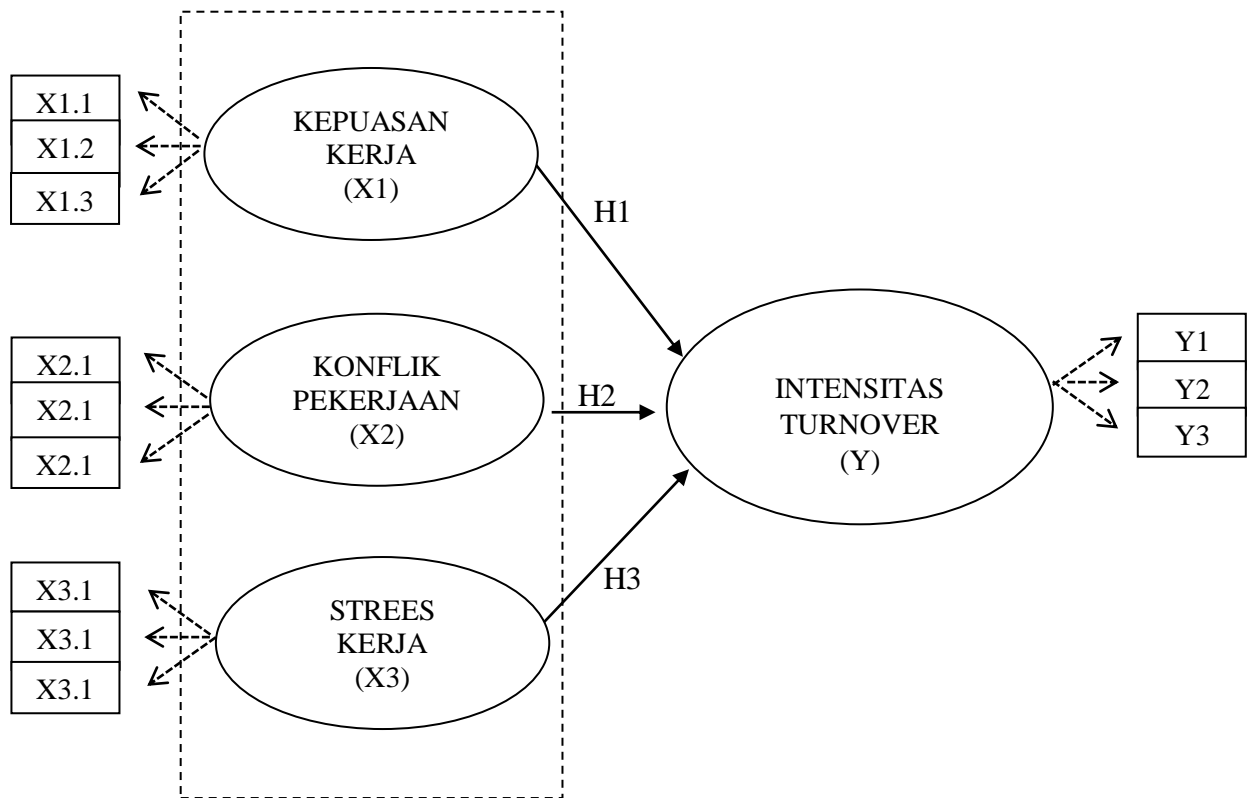 X1.1
X1.2
X1.3
KEPUASAN
KERJA
(X1)
H1
X2.1
X2.1
X2.1
KONFLIK
PEKERJAAN
(X2)
H2
INTENSITAS
TURNOVER
(Y)
Y1
Y2
Y3
X3.1
X3.1
X3.1
STREES
KERJA
(X3)
H3